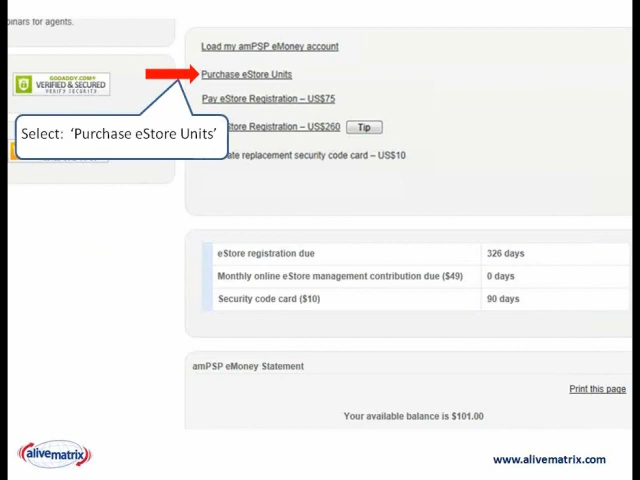 binars for agents.
Load my amPSP eMoney account
GODADDY.COM
VERIFIED & SECURED
VERIFY SECURITY
Purchase eStore Units
Pay eStore Registration – US$75
Select: ‘Purchase eStore Units’
Store Registration – US$260
Tip
ate replacement security code card – US$10
eStore registration due 326 days
Monthly online eStore management contribution due ($49) 0 days
Security code card ($10) 90 days
amPSP eMoney Statement
Print this page
Your available balance is $101.00
alivematrix
www.alivematrix.com